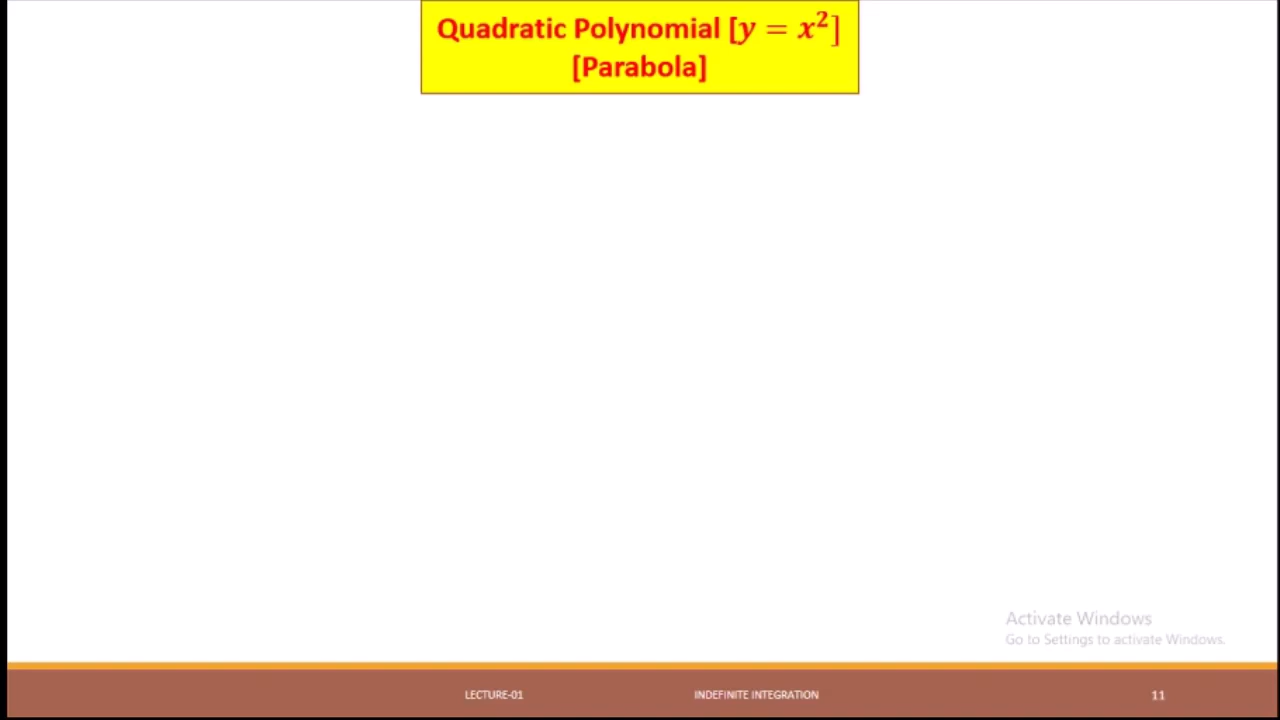 Quadratic Polynomial [y = x²]
[Parabola]
Activate Windows
Go to Settings to activate Windows.
LECTURE-01 INDEFINITE INTEGRATION 11